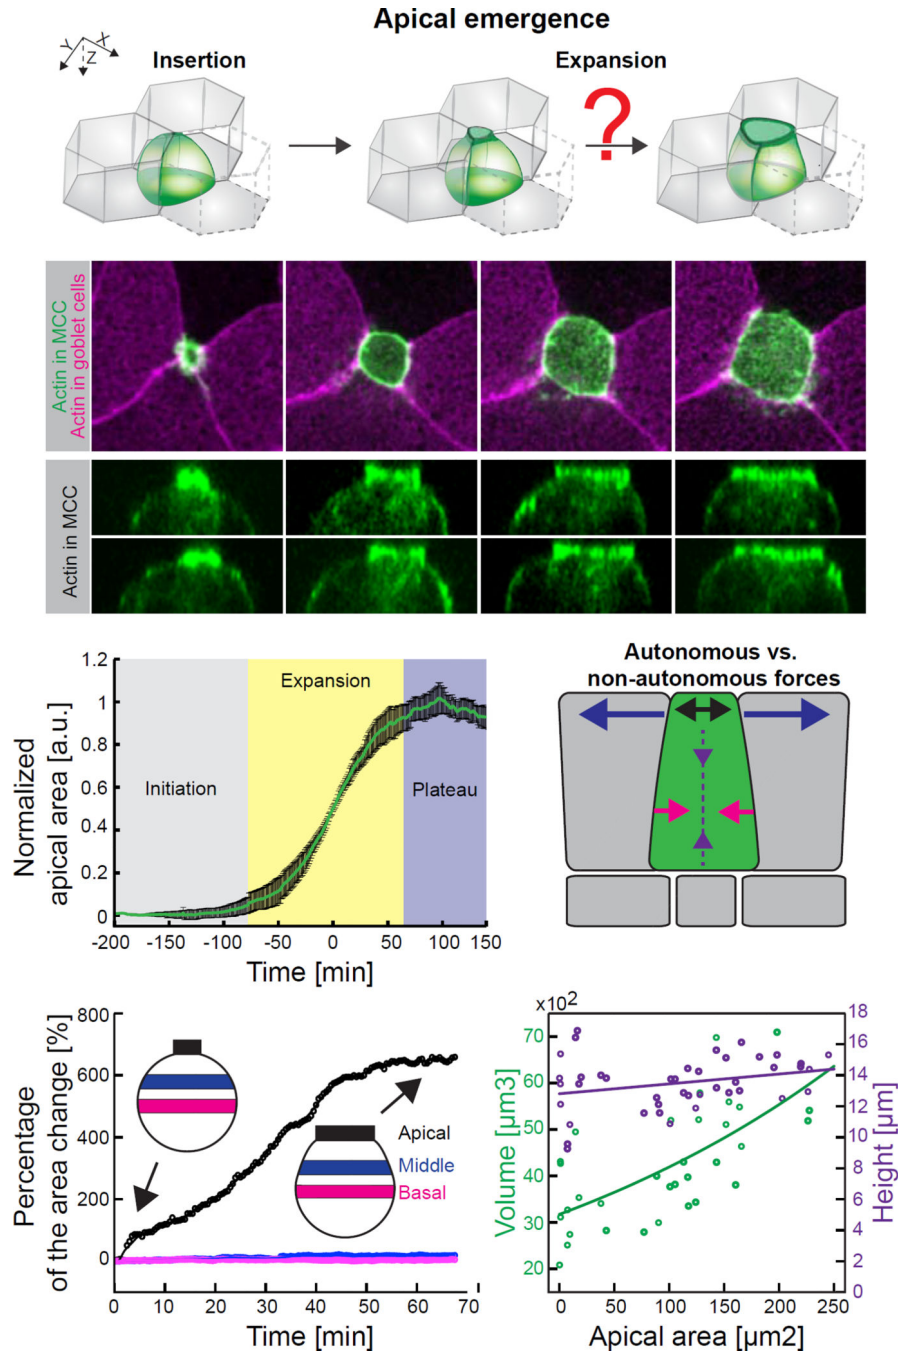 Apical emergence
Y
X
Z
Insertion
Expansion
?
Actin in MCC
Actin in goblet cells
Actin in MCC
Normalized
apical area [a.u.]
1.2
1
0.8
0.6
0.4
0.2
0
Initiation
Expansion
Plateau
-200
-150
-100
-50
0
50
100
150
Time [min]
Autonomous vs.
non-autonomous forces
Percentage
of the area change [%]
800
600
400
200
0
Apical
Middle
Basal
0
10
20
30
40
50
60
70
Time [min]
x10²
Volume [µm3]
70
60
50
40
30
20
18
16
14
12
10
8
6
4
2
0
Height [µm]
0
50
100
150
200
250
Apical area [µm2]